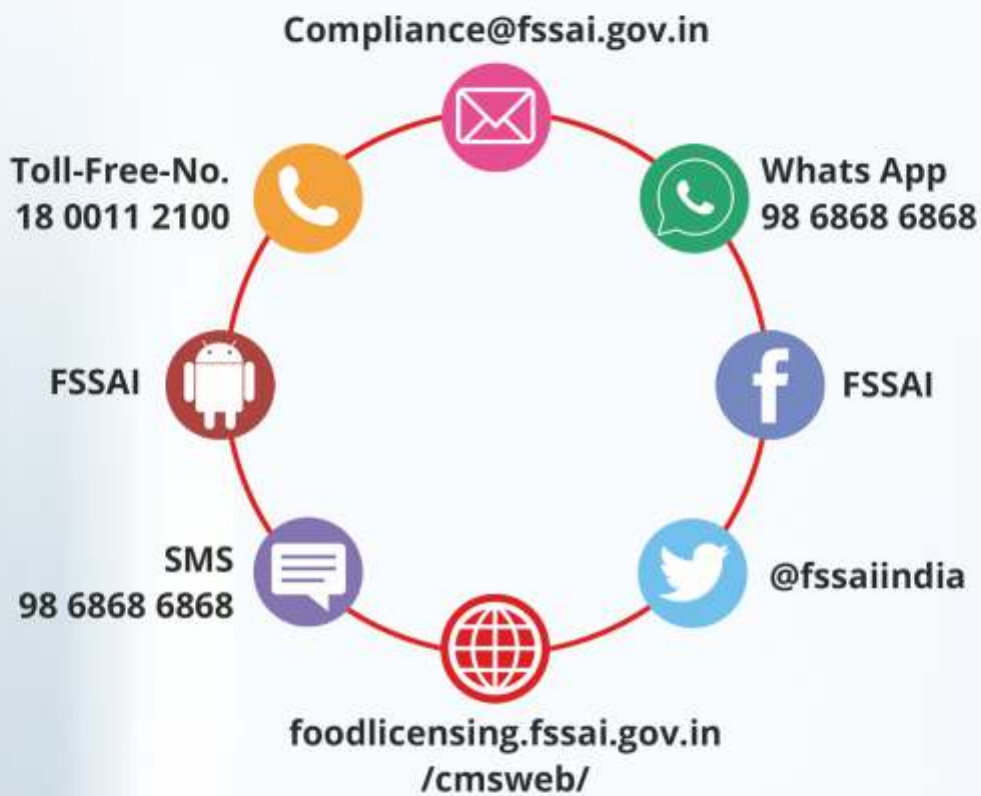 Compliance@fssai.gov.in
Toll-Free-No.
18 0011 2100
Whats App
98 6868 6868
FSSAI
FSSAI
SMS
98 6868 6868
@fssaiindia
foodlicensing.fssai.gov.in
/cmsweb/